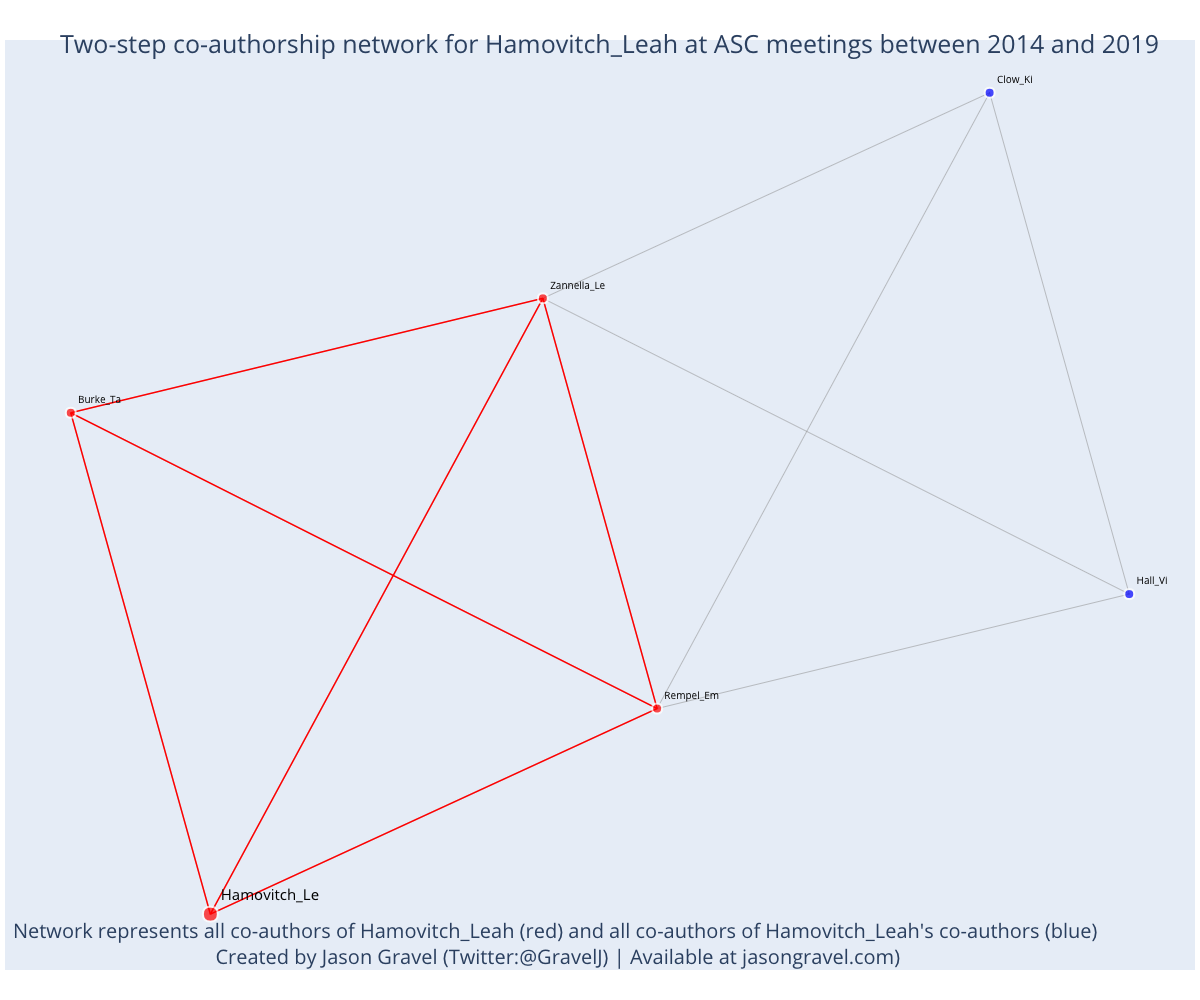 Two-step co-authorship network for Hamovitch_Leah at ASC meetings between 2014 and 2019
Clow_Ki
Zannella_Le
Burke_Ta
Hall_Vi
Rempel_Em
Hamovitch_Le
Network represents all co-authors of Hamovitch_Leah (red) and all co-authors of Hamovitch_Leah's co-authors (blue)
Created by Jason Gravel (Twitter:@GravelJ) | Available at jasongravel.com)